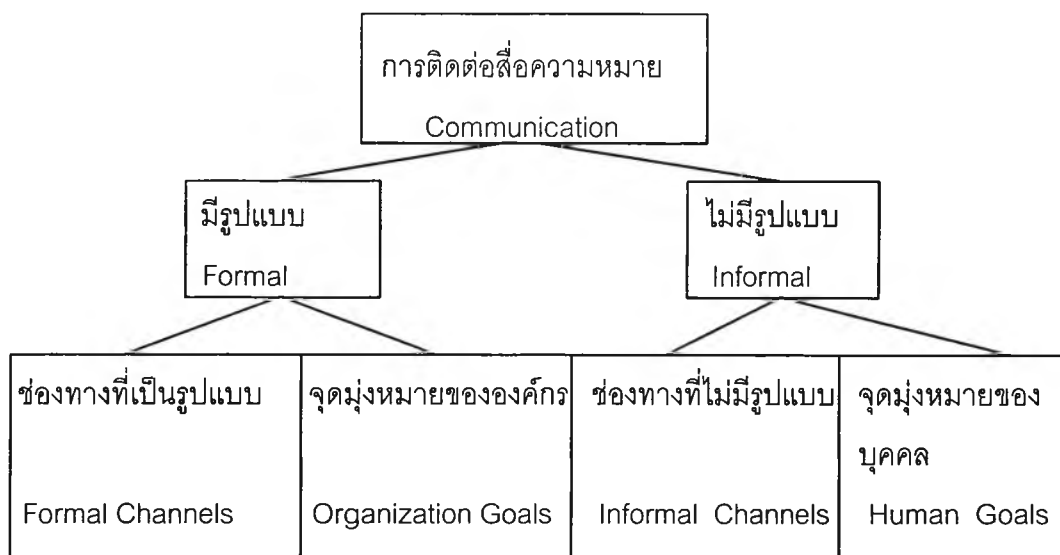 การติดต่อสื่อความหมาย
Communication
มีรูปแบบ
Formal
ไม่มีรูปแบบ
Informal
ช่องทางที่เป็นรูปแบบ
Formal Channels
จุดมุ่งหมายขององค์กร
Organization Goals
ช่องทางที่ไม่มีรูปแบบ
Informal Channels
จุดมุ่งหมายของ
บุคคล
Human Goals